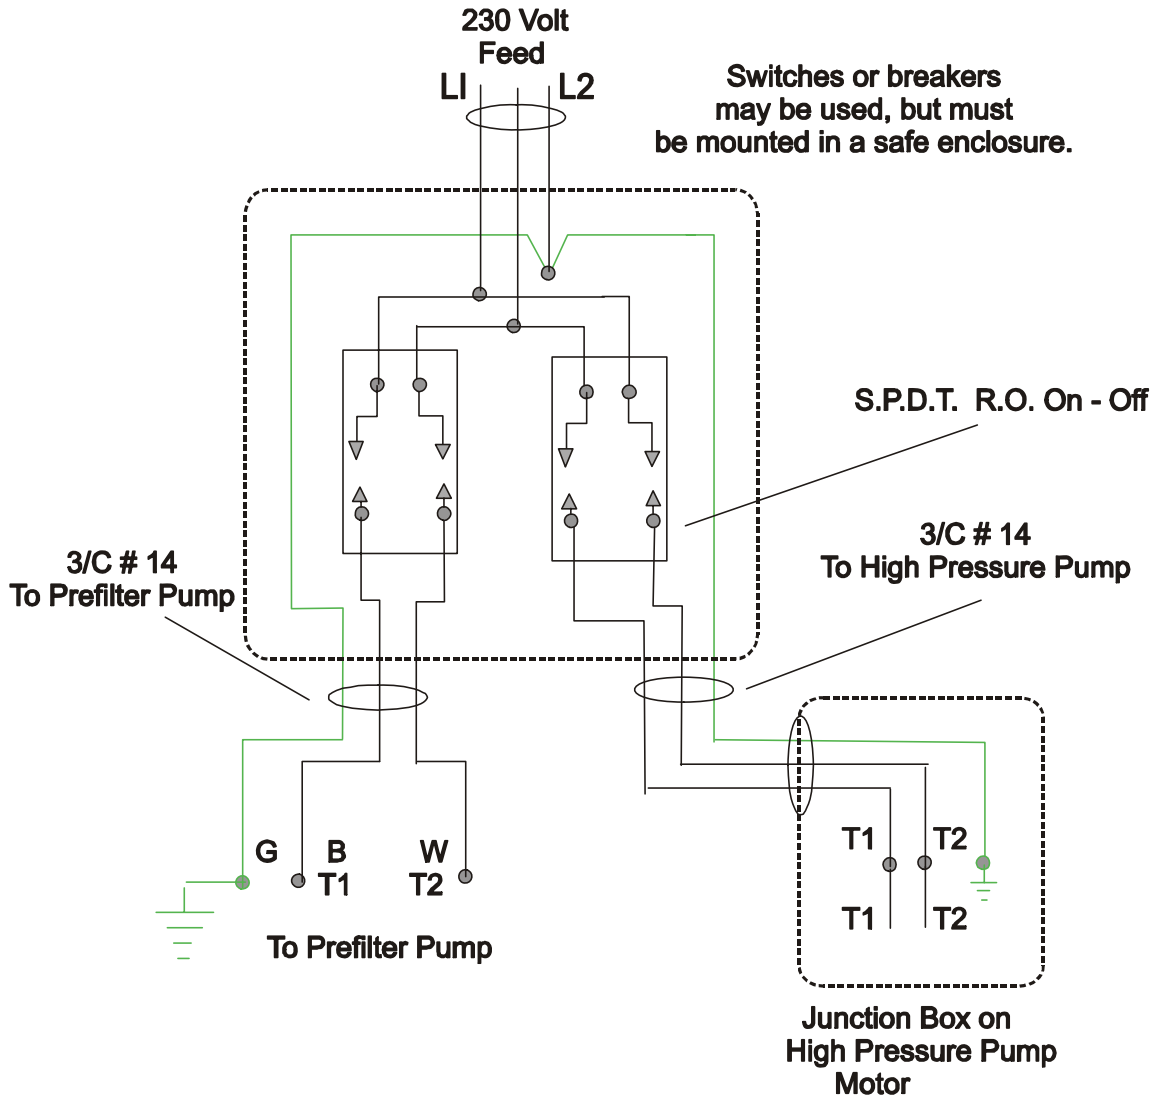 230 Volt
Feed
LI
L2
Switches or breakers
may be used, but must
be mounted in a safe enclosure.
S.P.D.T. R.O. On - Off
3/C # 14
To High Pressure Pump
3/C # 14
To Prefilter Pump
G
B
W
T1
T2
To Prefilter Pump
T1
T2
T1
T2
Junction Box on
High Pressure Pump
Motor